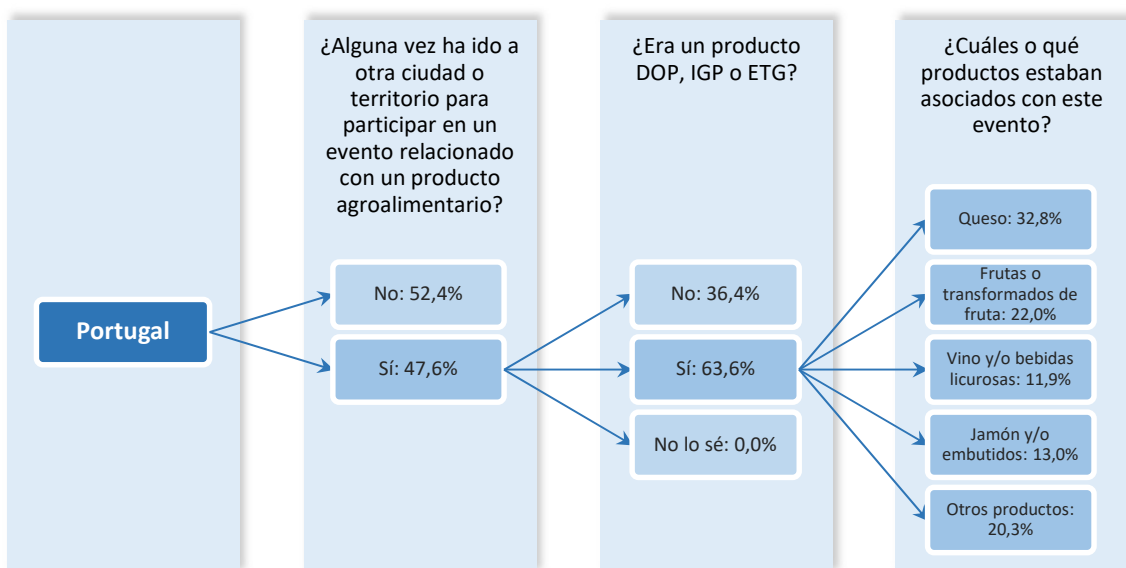 Portugal
¿Alguna vez ha ido a
otra ciudad o
territorio para
participar en un
evento relacionado
con un producto
agroalimentario?
No: 52,4%
Sí: 47,6%
¿Era un producto
DOP, IGP o ETG?
No: 36,4%
Sí: 63,6%
No lo sé: 0,0%
¿Cuáles o qué
productos estaban
asociados con este
evento?
Queso: 32,8%
Frutas o
transformados de
fruta: 22,0%
Vino y/o bebidas
licurosas: 11,9%
Jamón y/o
embutidos: 13,0%
Otros productos:
20,3%